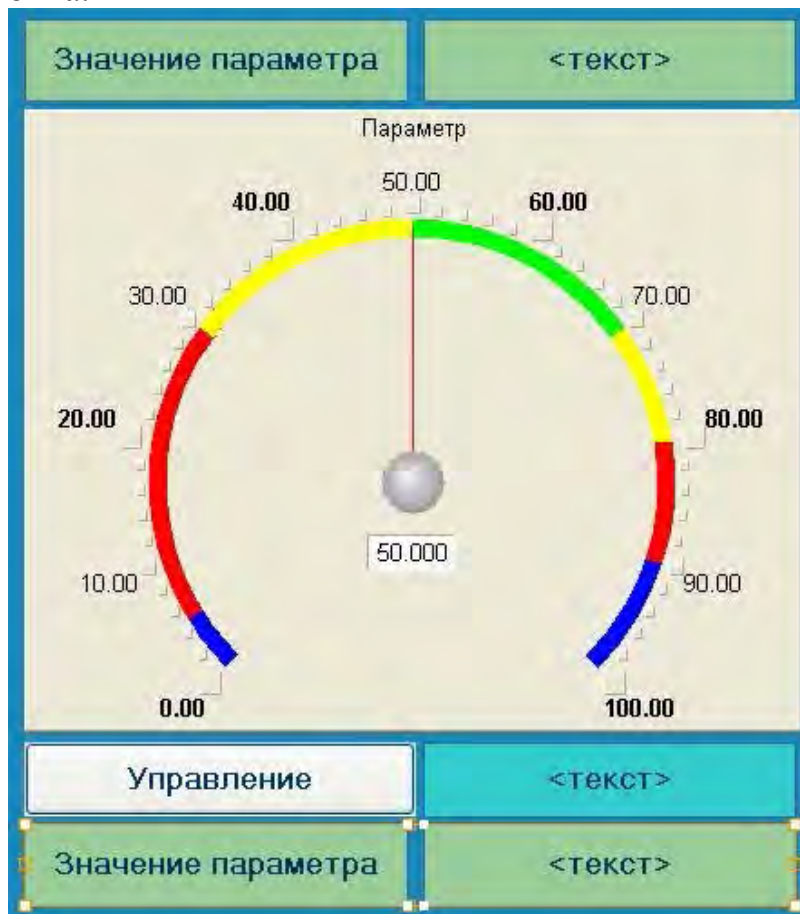 Значение параметра <текст>
Параметр
50.00
40.00 60.00
30.00 70.00
20.00 80.00
50.000
10.00 90.00
0.00 100.00
Управление <текст>
Значение параметра <текст>